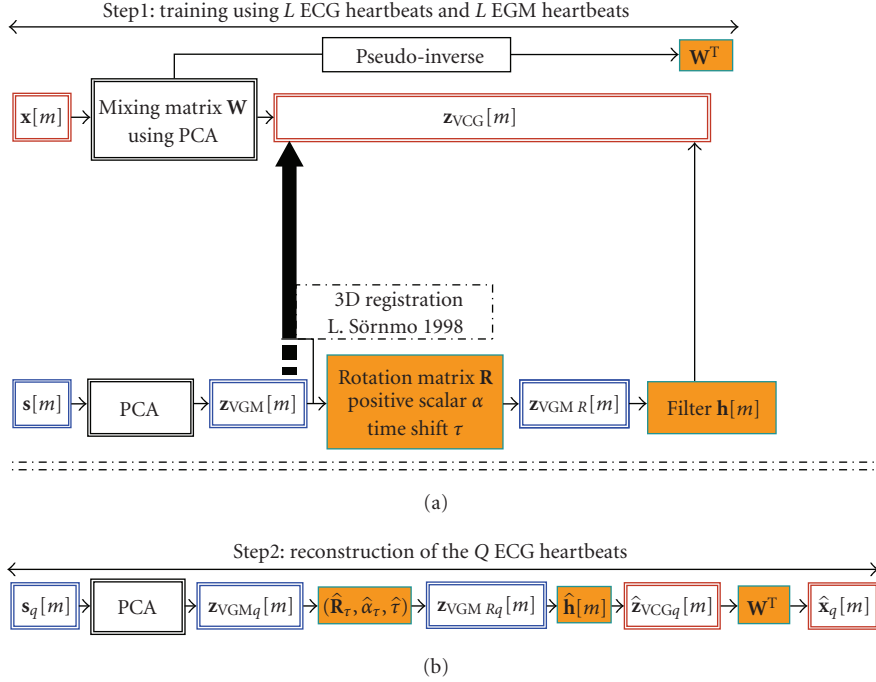 Step1: training using L ECG heartbeats and L EGM heartbeats
Pseudo-inverse
W^T
x[m]
Mixing matrix W
using PCA
z_VCG[m]
3D registration
L. Sörnmo 1998
s[m]
PCA
z_VGM[m]
Rotation matrix R
positive scalar α
time shift τ
z_VGM R[m]
Filter h[m]
(a)
Step2: reconstruction of the Q ECG heartbeats
s_q[m]
PCA
z_VGMq[m]
(R̂_τ, α̂_τ, τ̂)
z_VGM Rq[m]
ĥ[m]
ẑ_VCGq[m]
W^T
x̂_q[m]
(b)